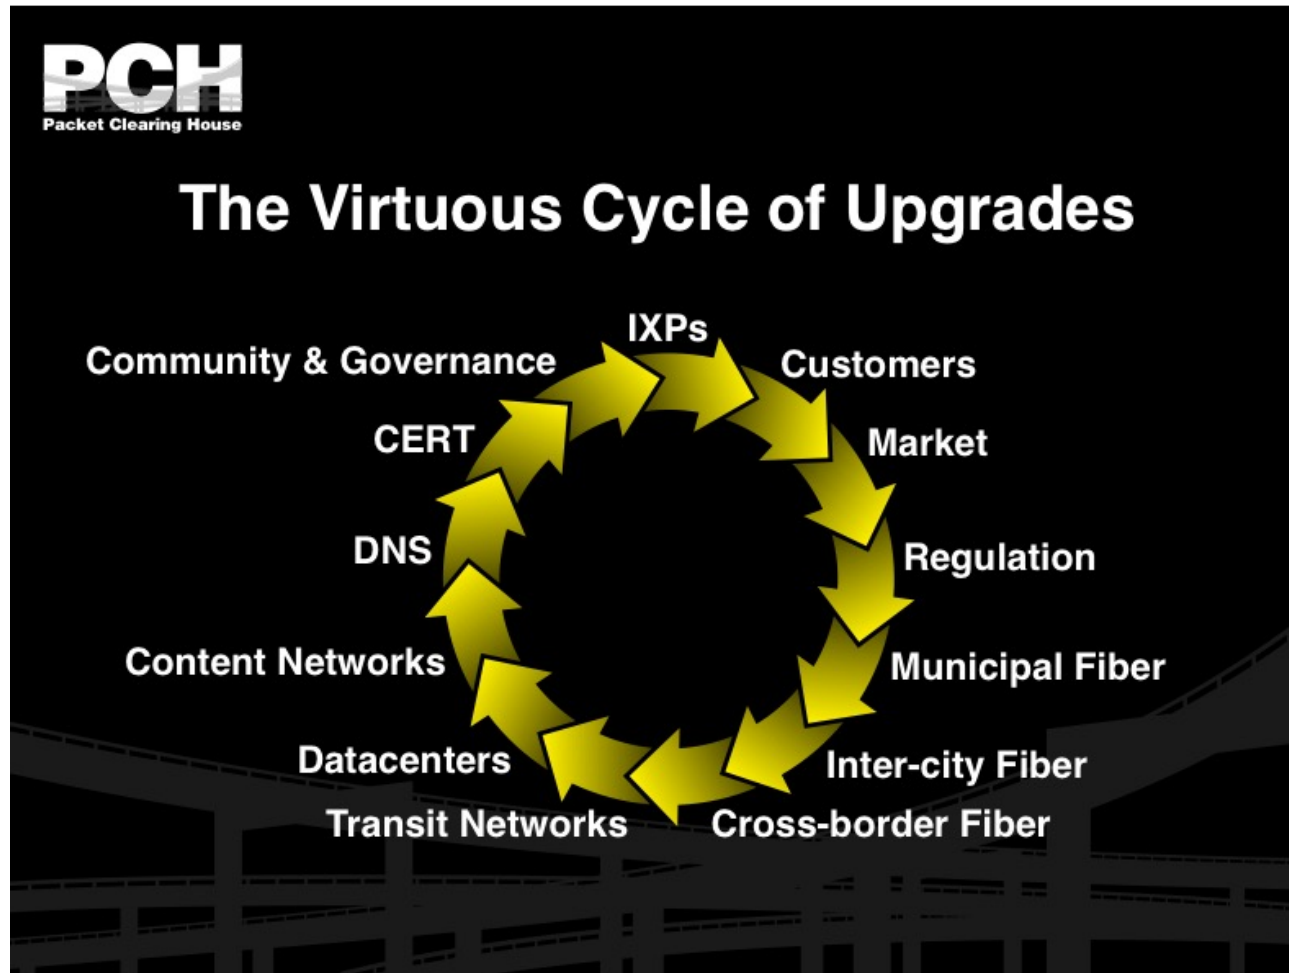 PCH
Packet Clearing House
The Virtuous Cycle of Upgrades
IXPs
Customers
Market
Regulation
Municipal Fiber
Inter-city Fiber
Cross-border Fiber
Transit Networks
Datacenters
Content Networks
DNS
CERT
Community & Governance